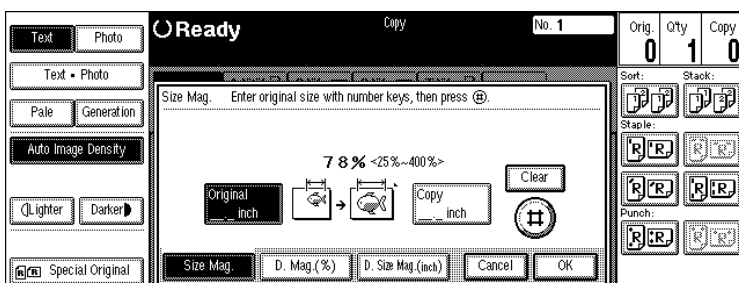 Text
Photo
Text • Photo
Pale
Generation
Auto Image Density
Lighter
Darker
Special Original
Ready
Copy
No. 1
Size Mag. Enter original size with number keys, then press #.
78% <25%~400%>
Original
__._ inch
Copy
__._ inch
Clear
#
Size Mag.
D. Mag.(%)
D. Size Mag.(inch)
Cancel
OK
Orig. Q'ty Copy
0 1 0
Sort: Stack:
Staple:
Punch: